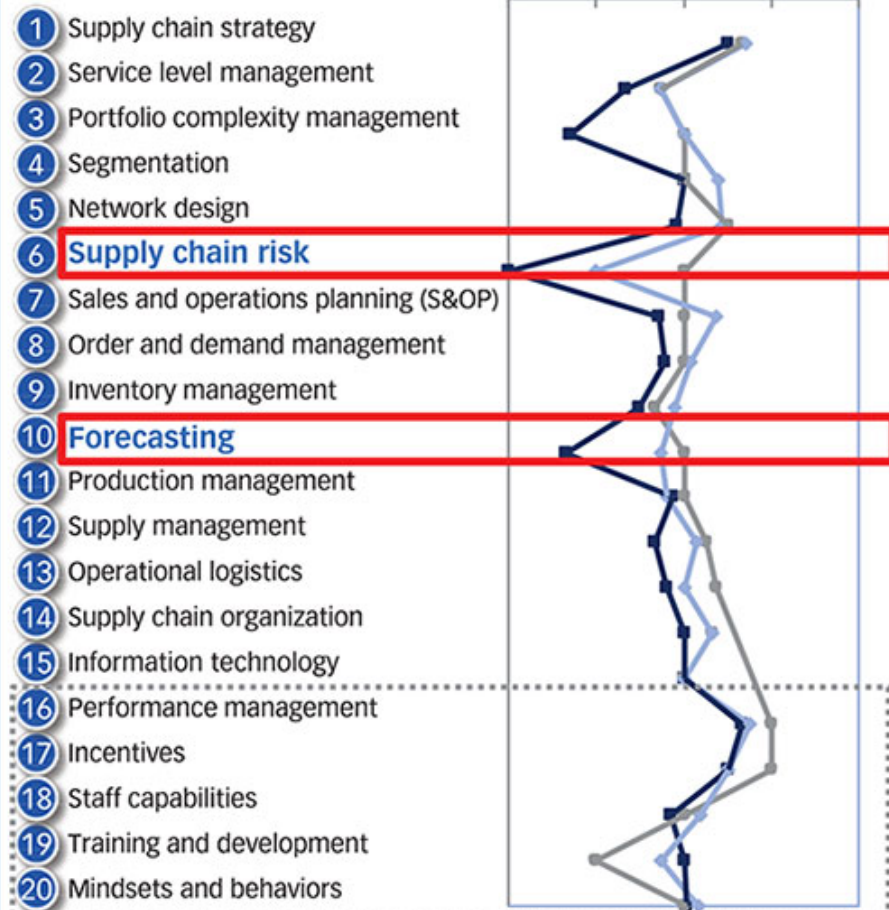 1 Supply chain strategy
2 Service level management
3 Portfolio complexity management
4 Segmentation
5 Network design
6 Supply chain risk
7 Sales and operations planning (S&OP)
8 Order and demand management
9 Inventory management
10 Forecasting
11 Production management
12 Supply management
13 Operational logistics
14 Supply chain organization
15 Information technology
16 Performance management
17 Incentives
18 Staff capabilities
19 Training and development
20 Mindsets and behaviors